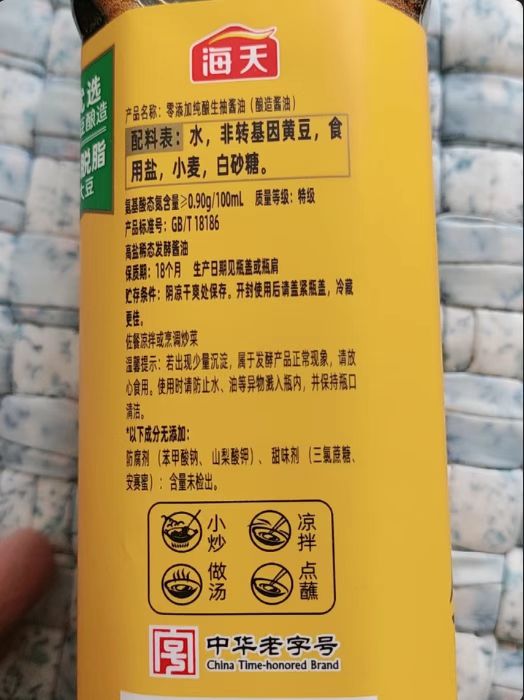 海天
优选
酿造
脱脂
大豆
产品名称：零添加纯酿生抽酱油（酿造酱油）
配料表：水，非转基因黄豆，食
用盐，小麦，白砂糖。
氨基酸态氮含量≥0.90g/100mL 质量等级：特级
产品标准号：GB/T 18186
高盐稀态发酵酱油
保质期：18个月 生产日期见瓶盖或瓶肩
贮存条件：阴凉干爽处保存。开封使用后请盖紧瓶盖，冷藏
更佳。
佐餐凉拌或烹调炒菜
温馨提示：若出现少量沉淀，属于发酵产品正常现象，请放
心食用。使用时请防止水、油等异物溅入瓶内，并保持瓶口
清洁。
*以下成分无添加：
防腐剂（苯甲酸钠、山梨酸钾）、甜味剂（三氯蔗糖、
安赛蜜）：含量未检出。
小炒
凉拌
做汤
点蘸
中华老字号
China Time-honored Brand